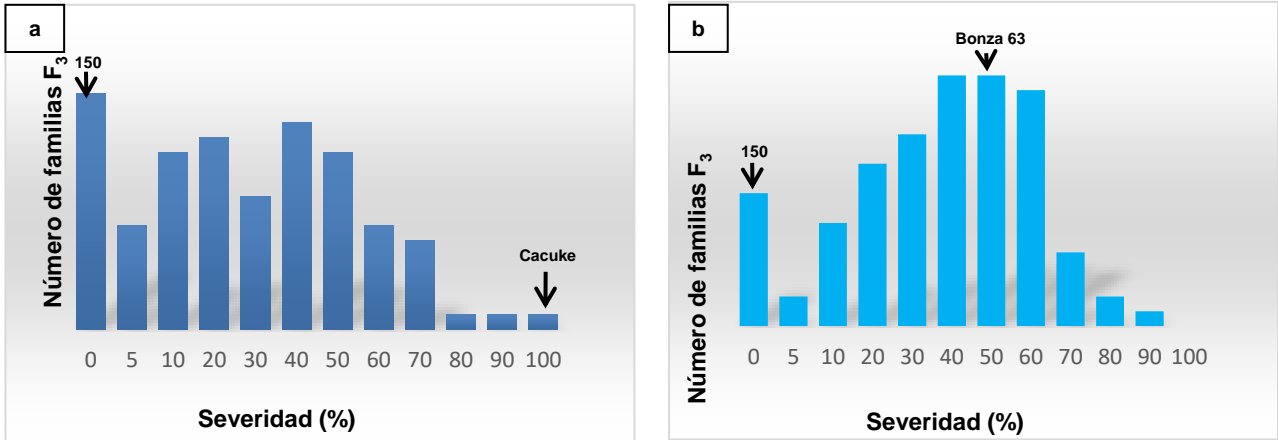 a
Número de familias F3
150
Cacuke
0 5 10 20 30 40 50 60 70 80 90 100
Severidad (%)
b
Número de familias F3
150
Bonza 63
0 5 10 20 30 40 50 60 70 80 90 100
Severidad (%)